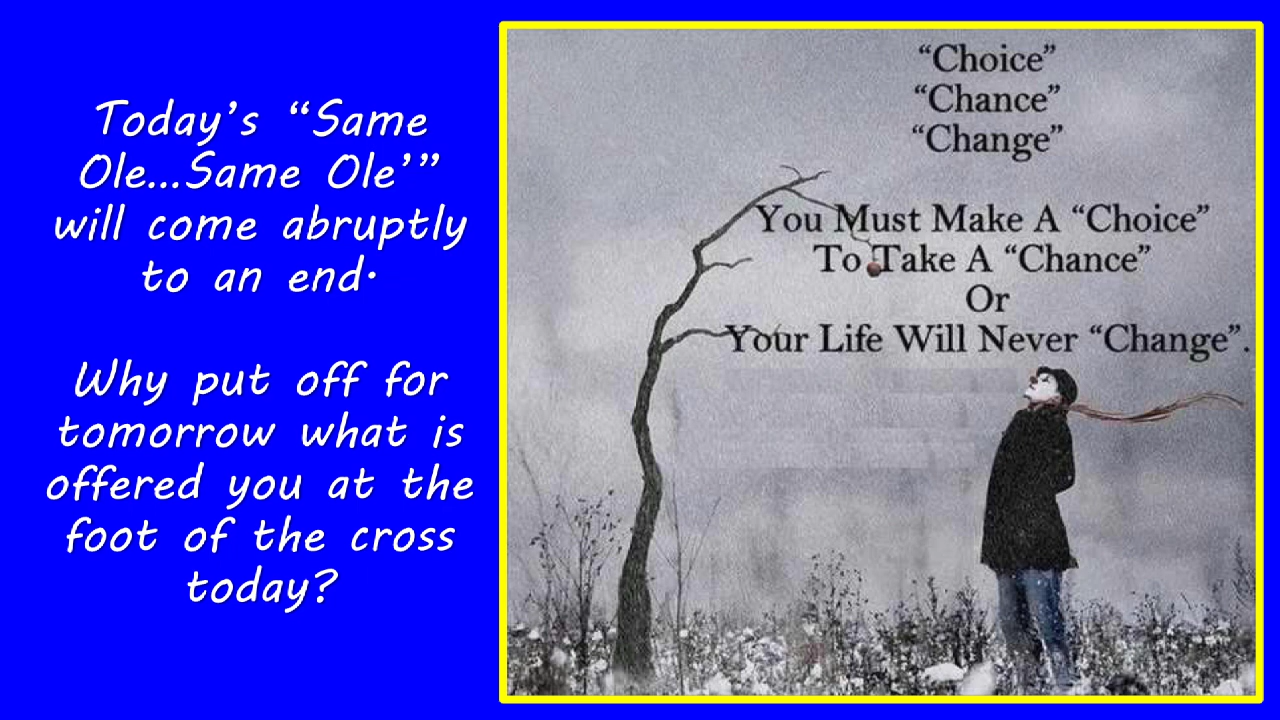 Today’s “Same
Ole...Same Ole’”
will come abruptly
to an end.
Why put off for
tomorrow what is
offered you at the
foot of the cross
today?
“Choice”
“Chance”
“Change”
You Must Make A “Choice”
To Take A “Chance”
Or
Your Life Will Never “Change”.